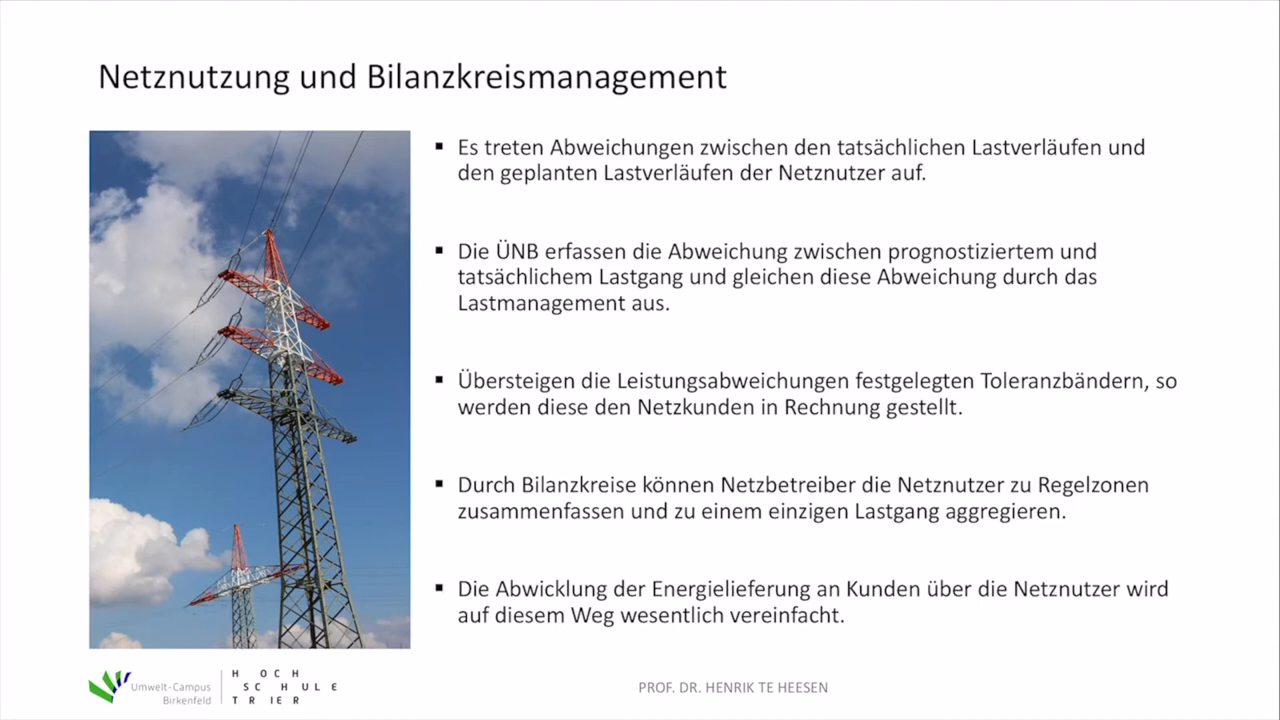 Netznutzung und Bilanzkreismanagement
▪ Es treten Abweichungen zwischen den tatsächlichen Lastverläufen und
den geplanten Lastverläufen der Netznutzer auf.
▪ Die ÜNB erfassen die Abweichung zwischen prognostiziertem und
tatsächlichem Lastgang und gleichen diese Abweichung durch das
Lastmanagement aus.
▪ Übersteigen die Leistungsabweichungen festgelegten Toleranzbändern, so
werden diese den Netzkunden in Rechnung gestellt.
▪ Durch Bilanzkreise können Netzbetreiber die Netznutzer zu Regelzonen
zusammenfassen und zu einem einzigen Lastgang aggregieren.
▪ Die Abwicklung der Energielieferung an Kunden über die Netznutzer wird
auf diesem Weg wesentlich vereinfacht.
Umwelt-Campus
Birkenfeld
HOCH
SCHULE
TRIER
PROF. DR. HENRIK TE HEESEN